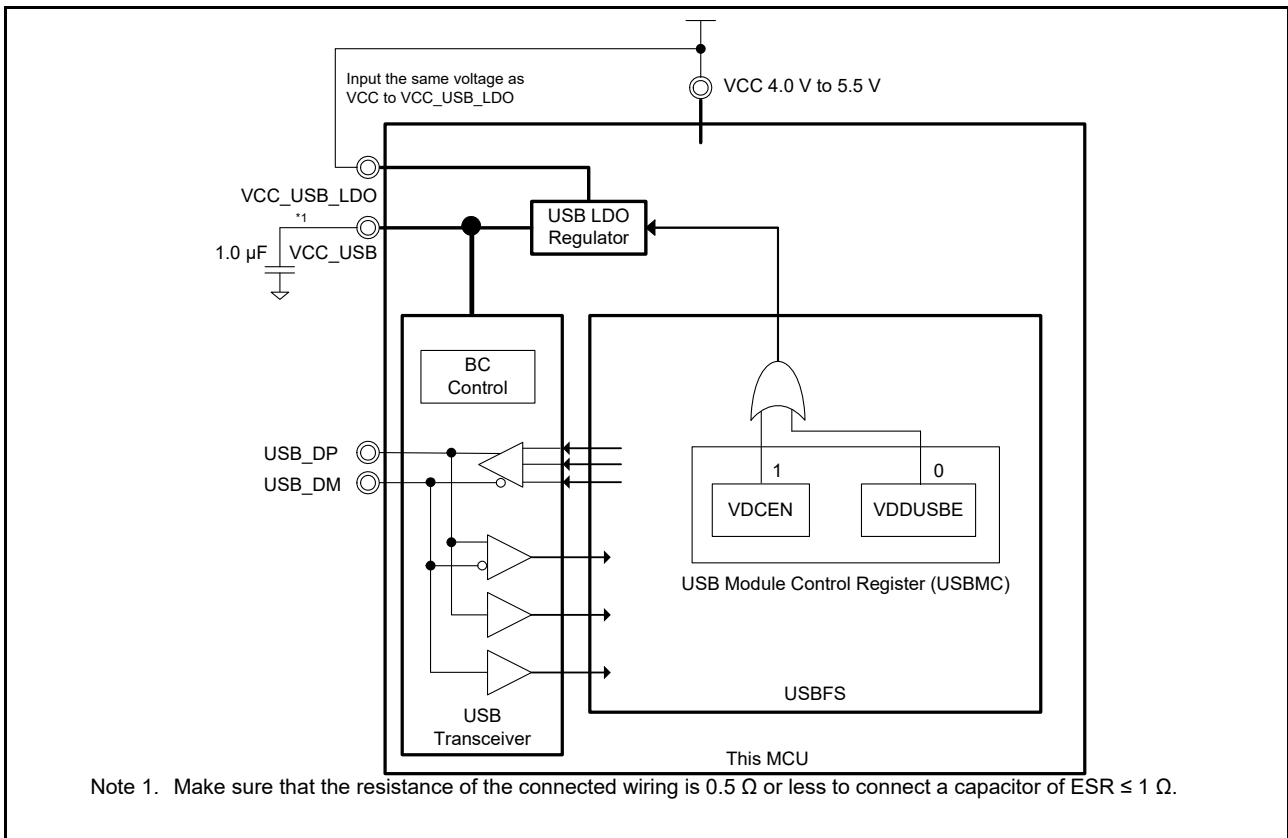 Input the same voltage as
VCC to VCC_USB_LDO
VCC 4.0 V to 5.5 V
VCC_USB_LDO
*1
1.0 µF
VCC_USB
USB LDO
Regulator
BC
Control
USB_DP
USB_DM
1
0
VDCEN
VDDUSBE
USB Module Control Register (USBMC)
USBFS
USB
Transceiver
This MCU
Note 1. Make sure that the resistance of the connected wiring is 0.5 Ω or less to connect a capacitor of ESR ≤ 1 Ω.